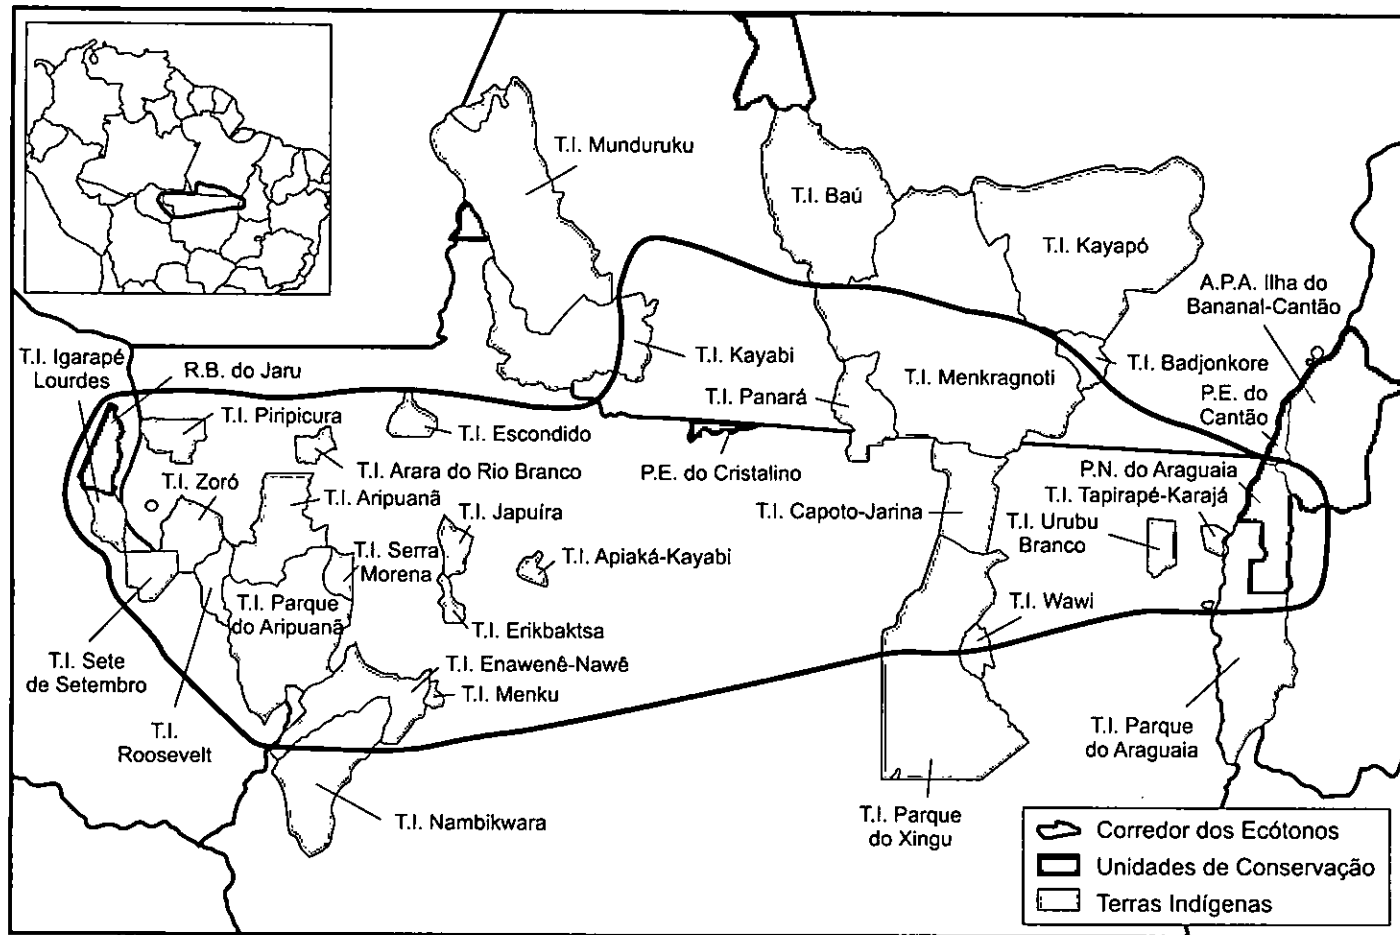 T.I. Munduruku
T.I. Baú
T.I. Kayapó
A.P.A. Ilha do
Bananal-Cantão
T.I. Igarapé
Lourdes
R.B. do Jaru
T.I. Kayabi
T.I. Menkragnoti
T.I. Badjonkore
T.I. Panará
P.E. do
Cantão
T.I. Piripicura
T.I. Escondido
T.I. Arara do Rio Branco
P.E. do Cristalino
P.N. do Araguaia
T.I. Tapirapé-Karajá
T.I. Zoró
T.I. Aripuanã
T.I. Japuíra
T.I. Capoto-Jarina
T.I. Urubu
Branco
T.I. Serra
Morena
T.I. Apiaká-Kayabi
T.I. Parque
do Aripuanã
T.I. Wawi
T.I. Erikbaktsa
T.I. Sete
de Setembro
T.I. Enawenê-Nawê
T.I. Menku
T.I.
Roosevelt
T.I. Parque
do Araguaia
T.I. Nambikwara
T.I. Parque
do Xingu
Corredor dos Ecótonos
Unidades de Conservação
Terras Indígenas